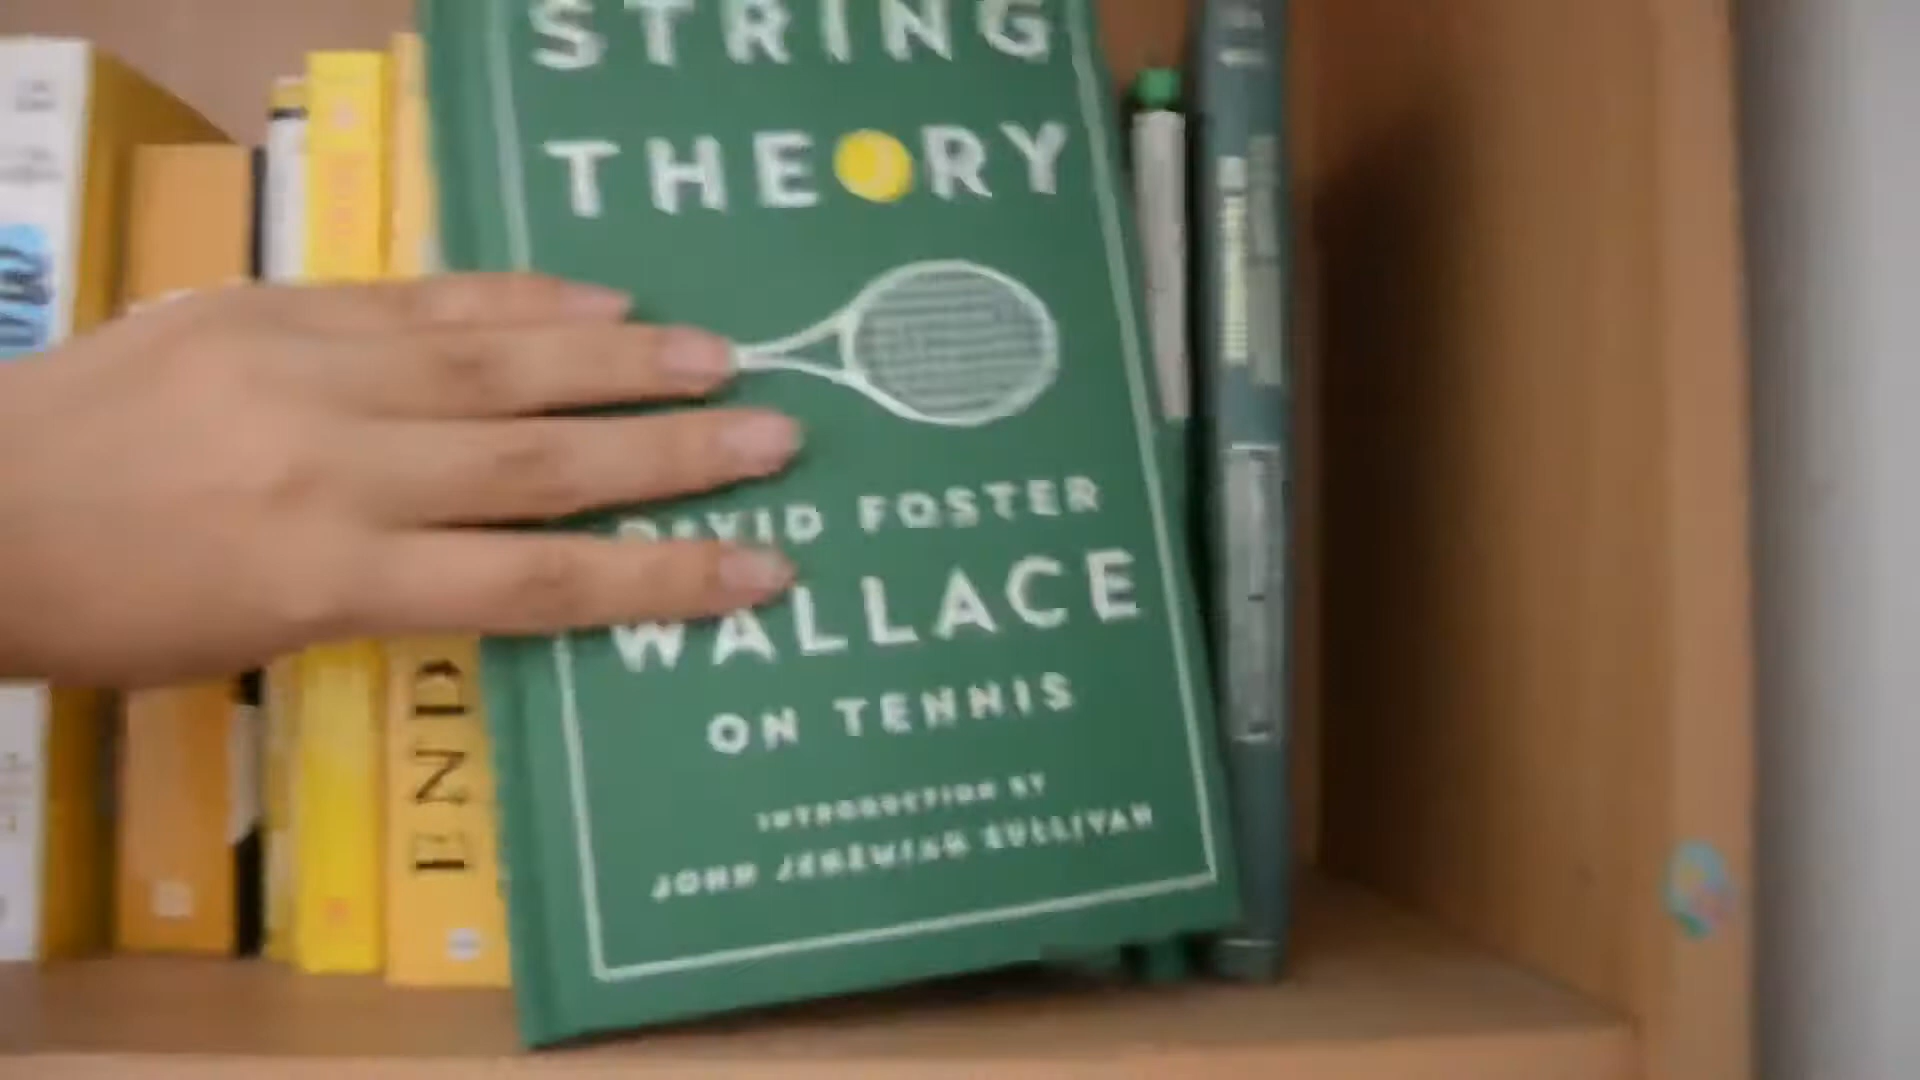 STRING
THEORY
DAVID FOSTER
WALLACE
ON TENNIS
INTRODUCTION BY
JOHN JEREMIAH SULLIVAN
END